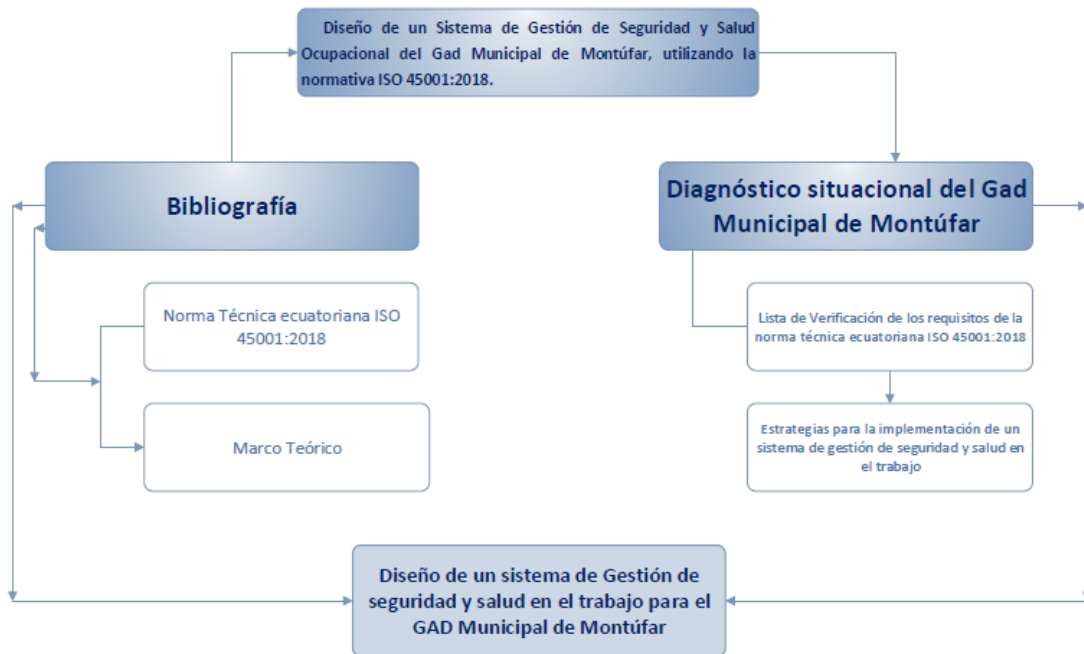 Diseño de un Sistema de Gestión de Seguridad y Salud
Ocupacional del Gad Municipal de Montúfar, utilizando la
normativa ISO 45001:2018.
Bibliografía
Diagnóstico situacional del Gad
Municipal de Montúfar
Norma Técnica ecuatoriana ISO
45001:2018
Lista de Verificación de los requisitos de la
norma técnica ecuatoriana ISO 45001:2018
Marco Teórico
Estrategias para la implementación de un
sistema de gestión de seguridad y salud en
el trabajo
Diseño de un sistema de Gestión de
seguridad y salud en el trabajo para el
GAD Municipal de Montúfar